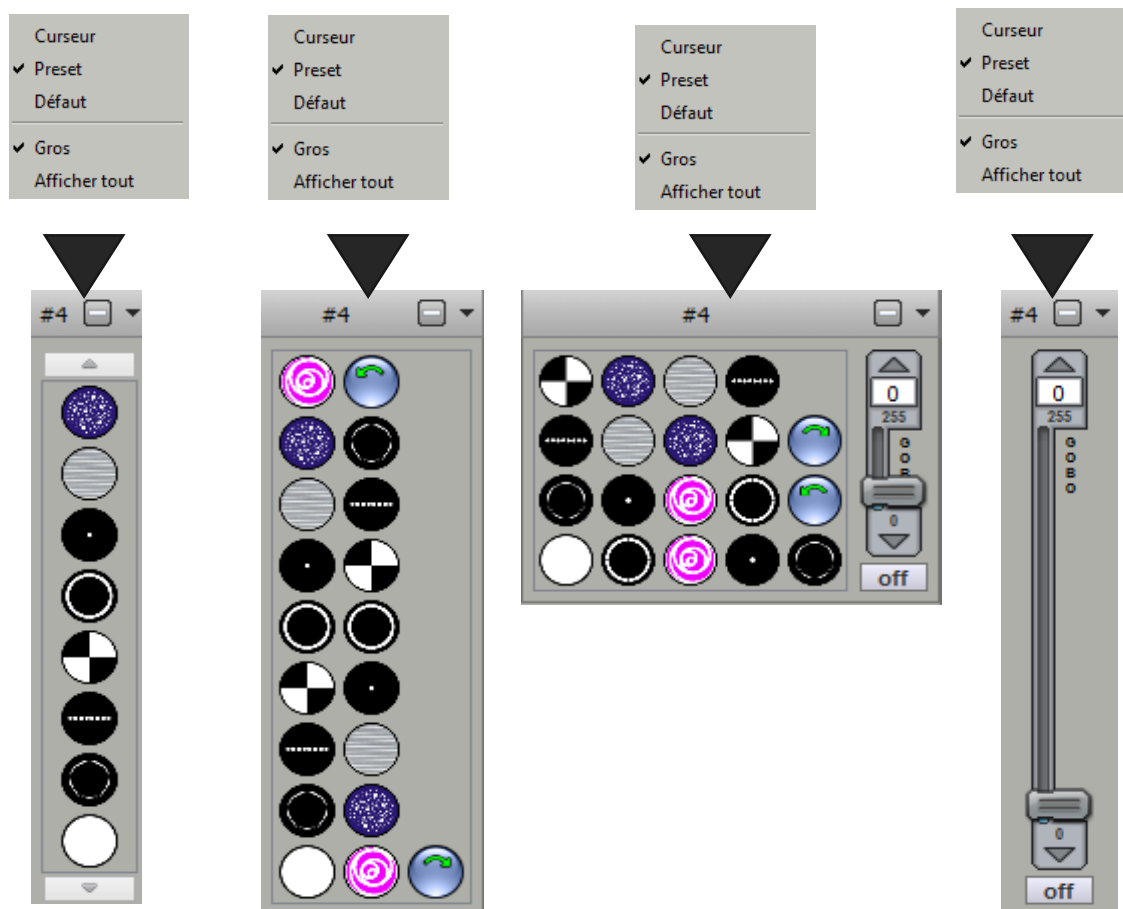 Curseur
Preset
Défaut
Gros
Afficher tout
Curseur
Preset
Défaut
Gros
Afficher tout
Curseur
Preset
Défaut
Gros
Afficher tout
Curseur
Preset
Défaut
Gros
Afficher tout
#4
#4
#4
0
255
GOBO
0
off
#4
0
255
GOBO
0
off